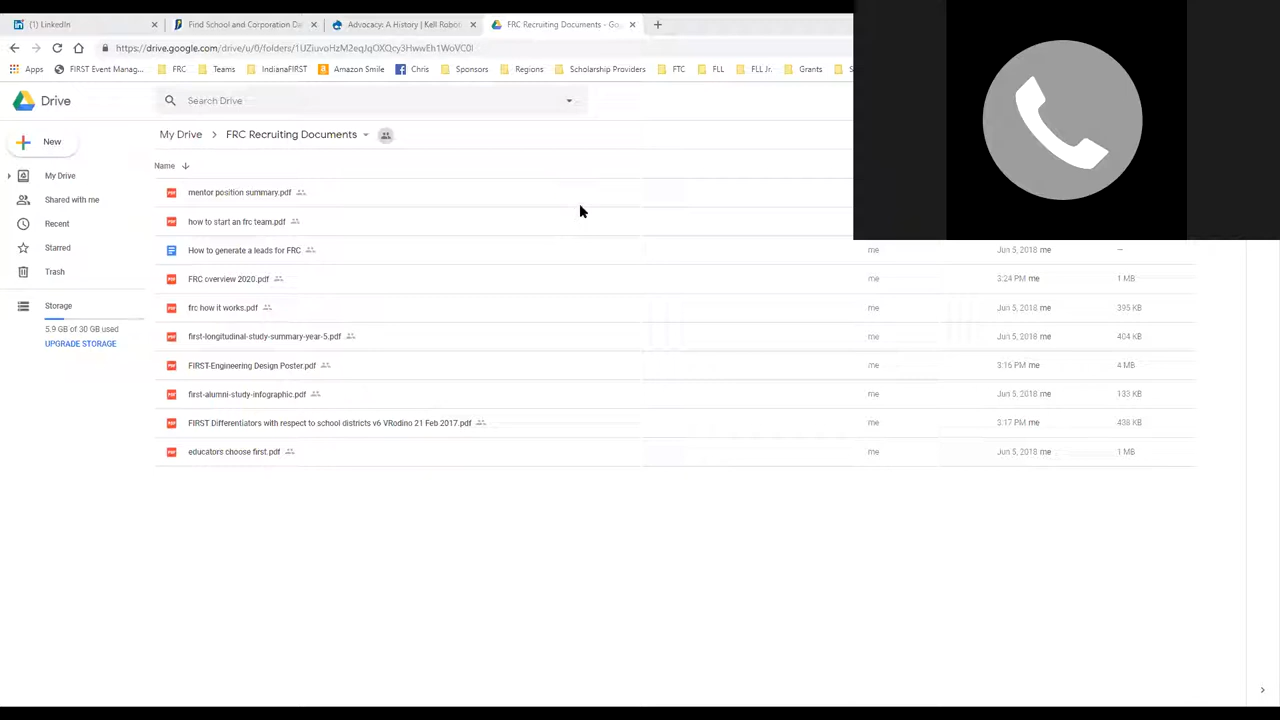 (1) LinkedIn
Find School and Corporation Da
Advocacy: A History | Kell Robot
FRC Recruiting Documents - Go
Apps FIRST Event Manag... FRC Teams IndianaFIRST Amazon Smile Chris Sponsors Regions Scholarship Providers FTC FLL FLL Jr. Grants S
Drive
Search Drive
New
My Drive > FRC Recruiting Documents
Name
My Drive
Shared with me
Recent
Starred
Trash
Storage
5.9 GB of 30 GB used
UPGRADE STORAGE
mentor position summary.pdf
how to start an frc team.pdf
How to generate a leads for FRC me Jun 5, 2018 me –
FRC overview 2020.pdf me 3:24 PM me 1 MB
frc how it works.pdf me Jun 5, 2018 me 395 KB
first-longitudinal-study-summary-year-5.pdf me Jun 5, 2018 me 404 KB
FIRST-Engineering Design Poster.pdf me 3:16 PM me 4 MB
first-alumni-study-infographic.pdf me Jun 5, 2018 me 133 KB
FIRST Differentiators with respect to school districts v6 VRodino 21 Feb 2017.pdf me 3:17 PM me 438 KB
educators choose first.pdf me Jun 5, 2018 me 1 MB